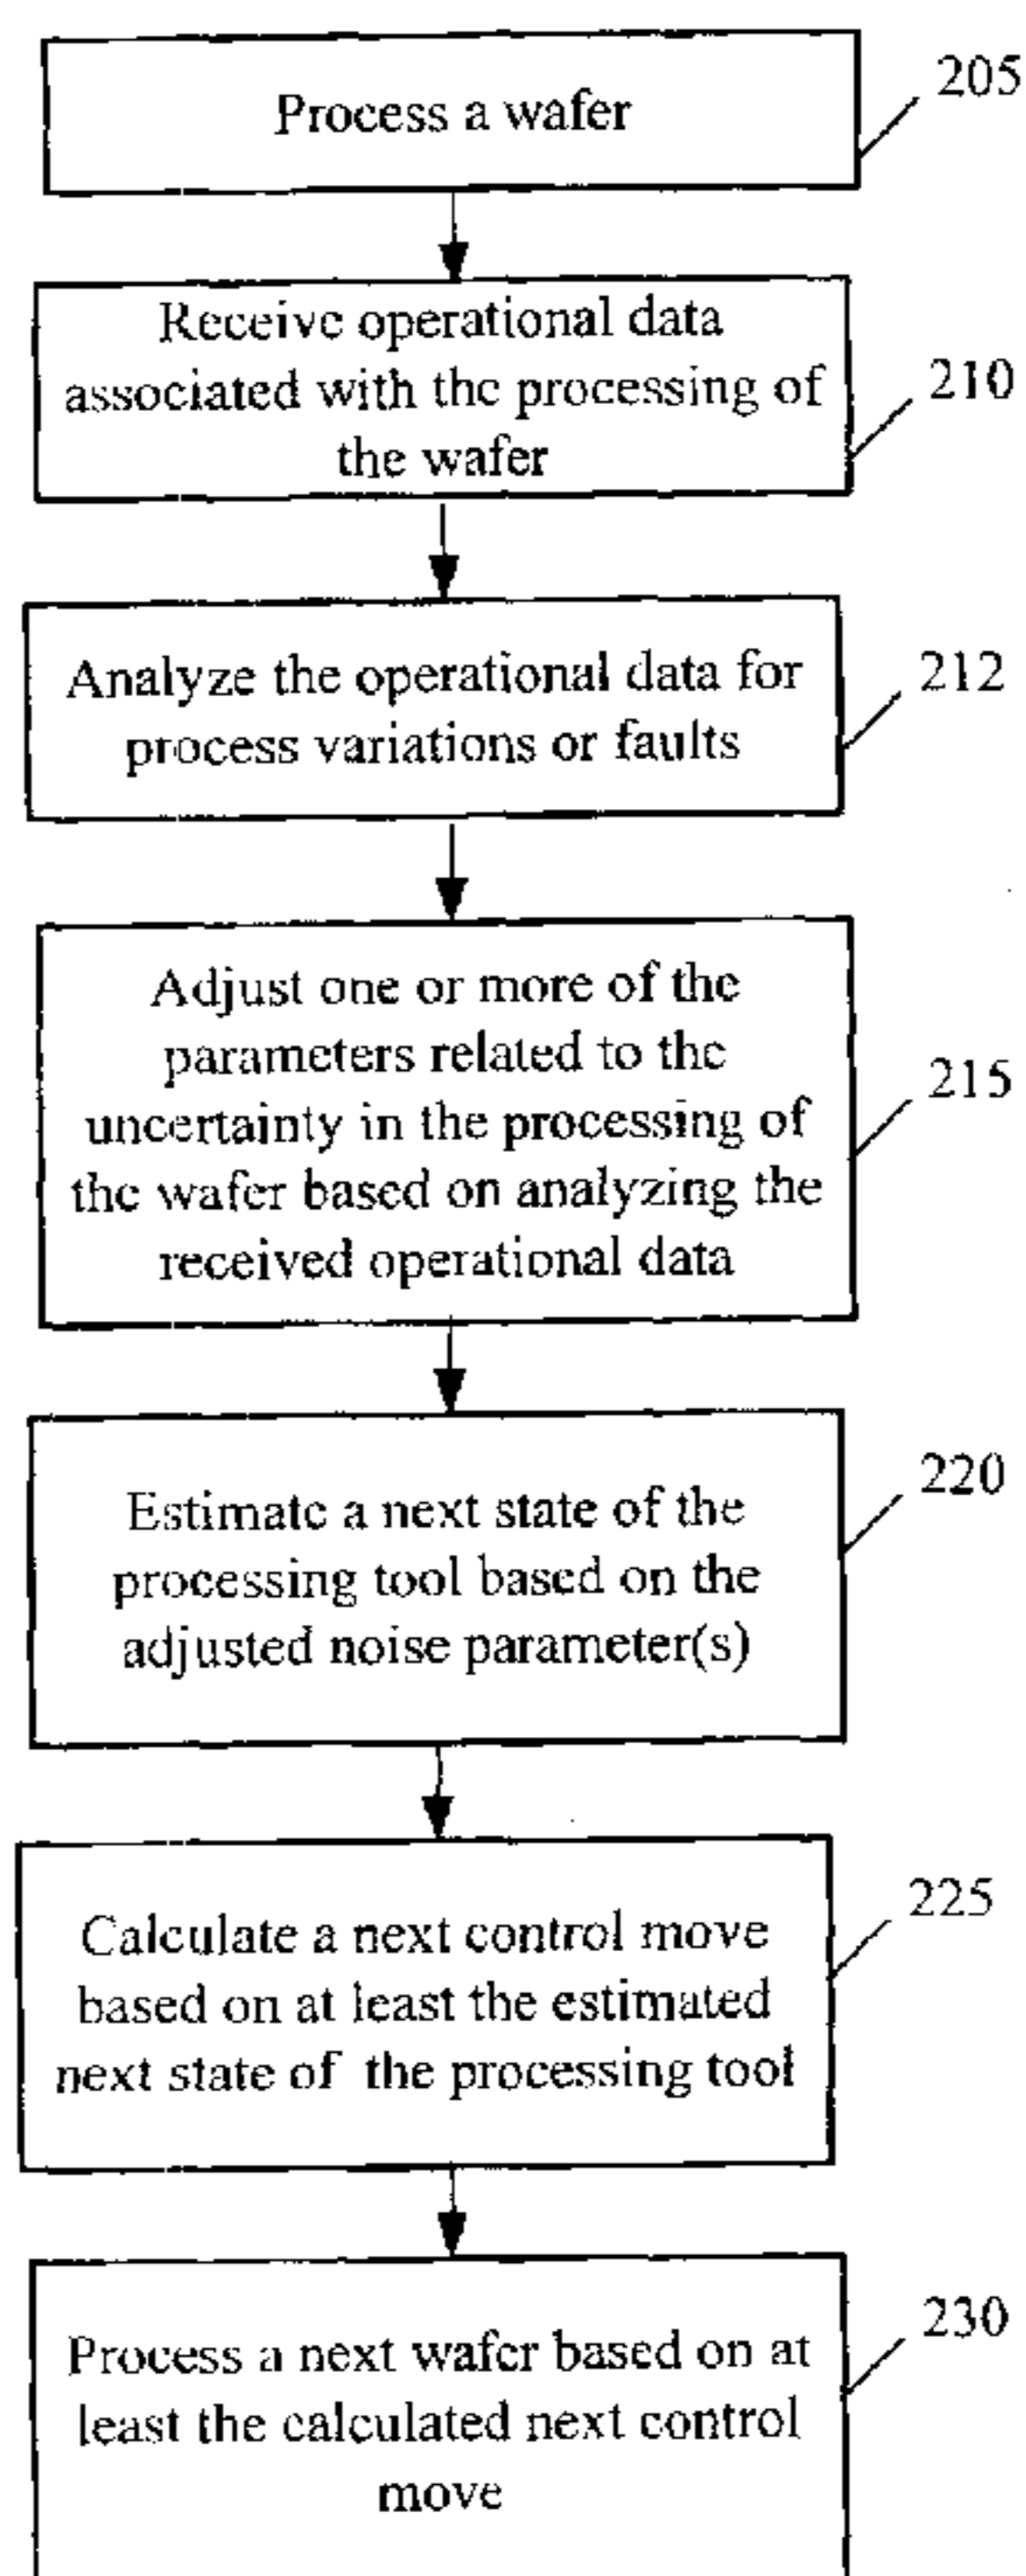 Process a wafer
205
Receive operational data
associated with the processing of
the wafer
210
Analyze the operational data for
process variations or faults
212
Adjust one or more of the
parameters related to the
uncertainty in the processing of
the wafer based on analyzing the
received operational data
215
Estimate a next state of the
processing tool based on the
adjusted noise parameter(s)
220
Calculate a next control move
based on at least the estimated
next state of the processing tool
225
Process a next wafer based on at
least the calculated next control
move
230